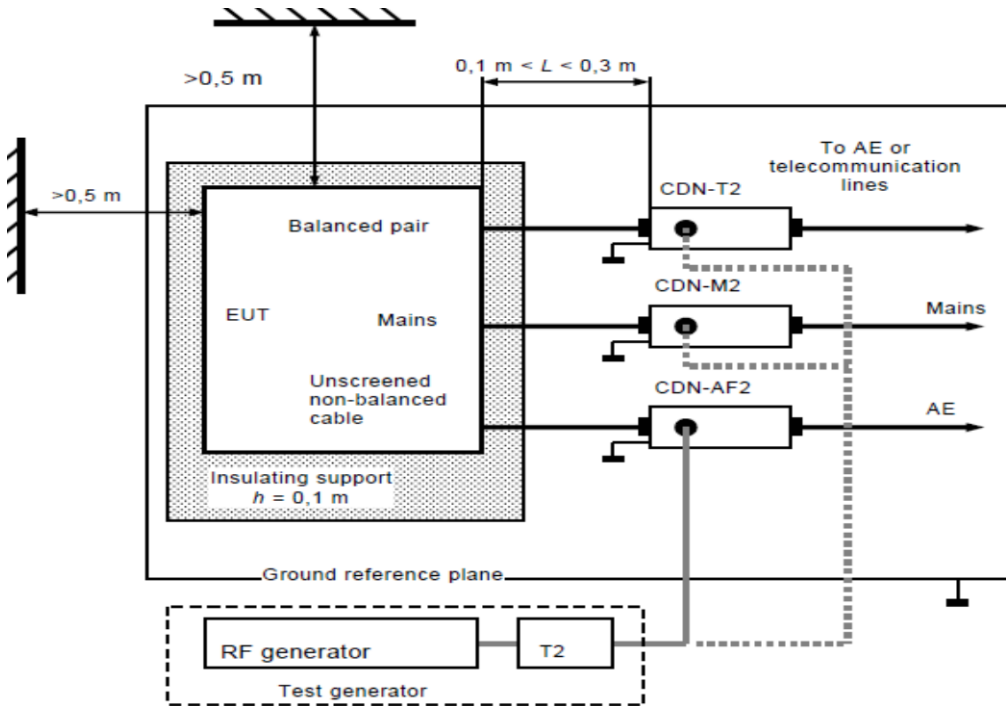 0,1 m < L < 0,3 m
>0,5 m
>0,5 m
To AE or
telecommunication
lines
CDN-T2
Balanced pair
CDN-M2
EUT
Mains
Mains
Unscreened
non-balanced
cable
CDN-AF2
AE
Insulating support
h = 0,1 m
Ground reference plane
RF generator
T2
Test generator